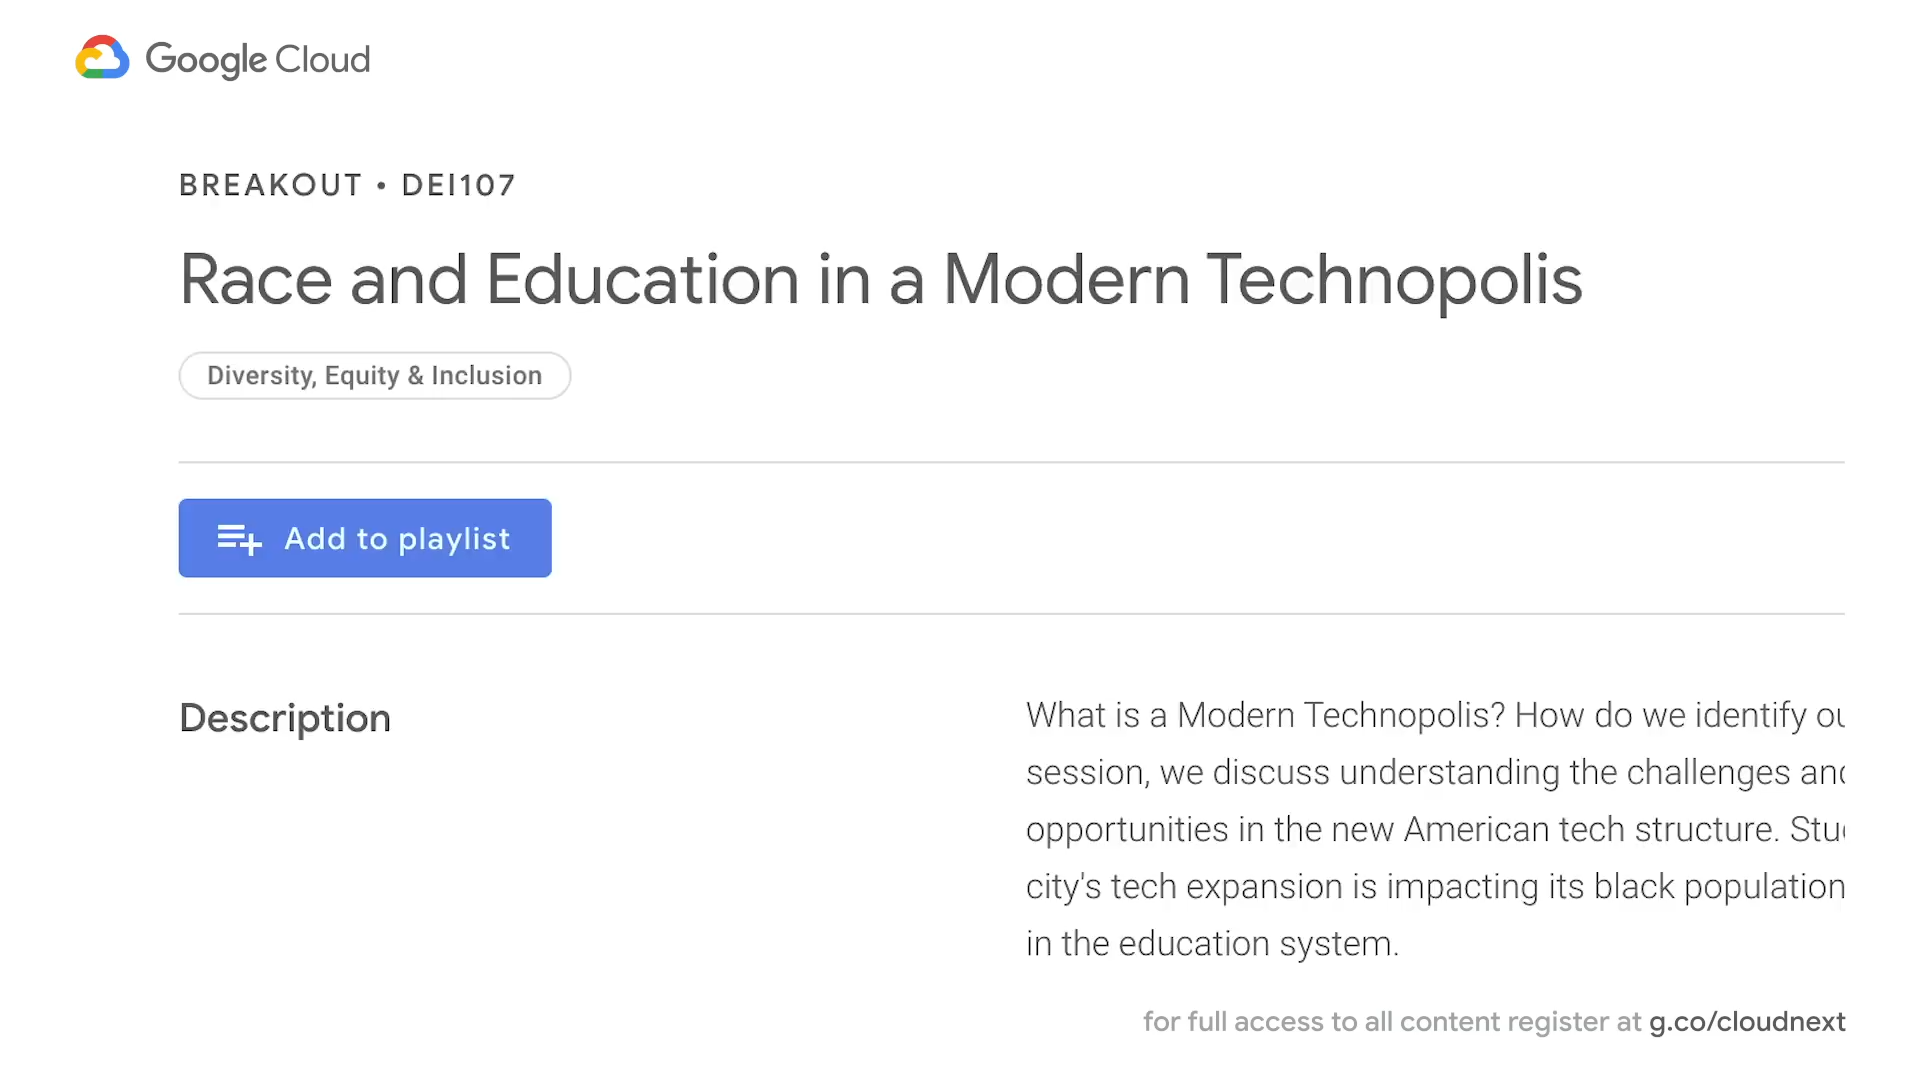 Google Cloud
BREAKOUT • DEI107
Race and Education in a Modern Technopolis
Diversity, Equity & Inclusion
Add to playlist
Description
What is a Modern Technopolis? How do we identify
session, we discuss understanding the challenges
opportunities in the new American tech structure.
city's tech expansion is impacting its black population
in the education system.
for full access to all content register at g.co/cloudnext